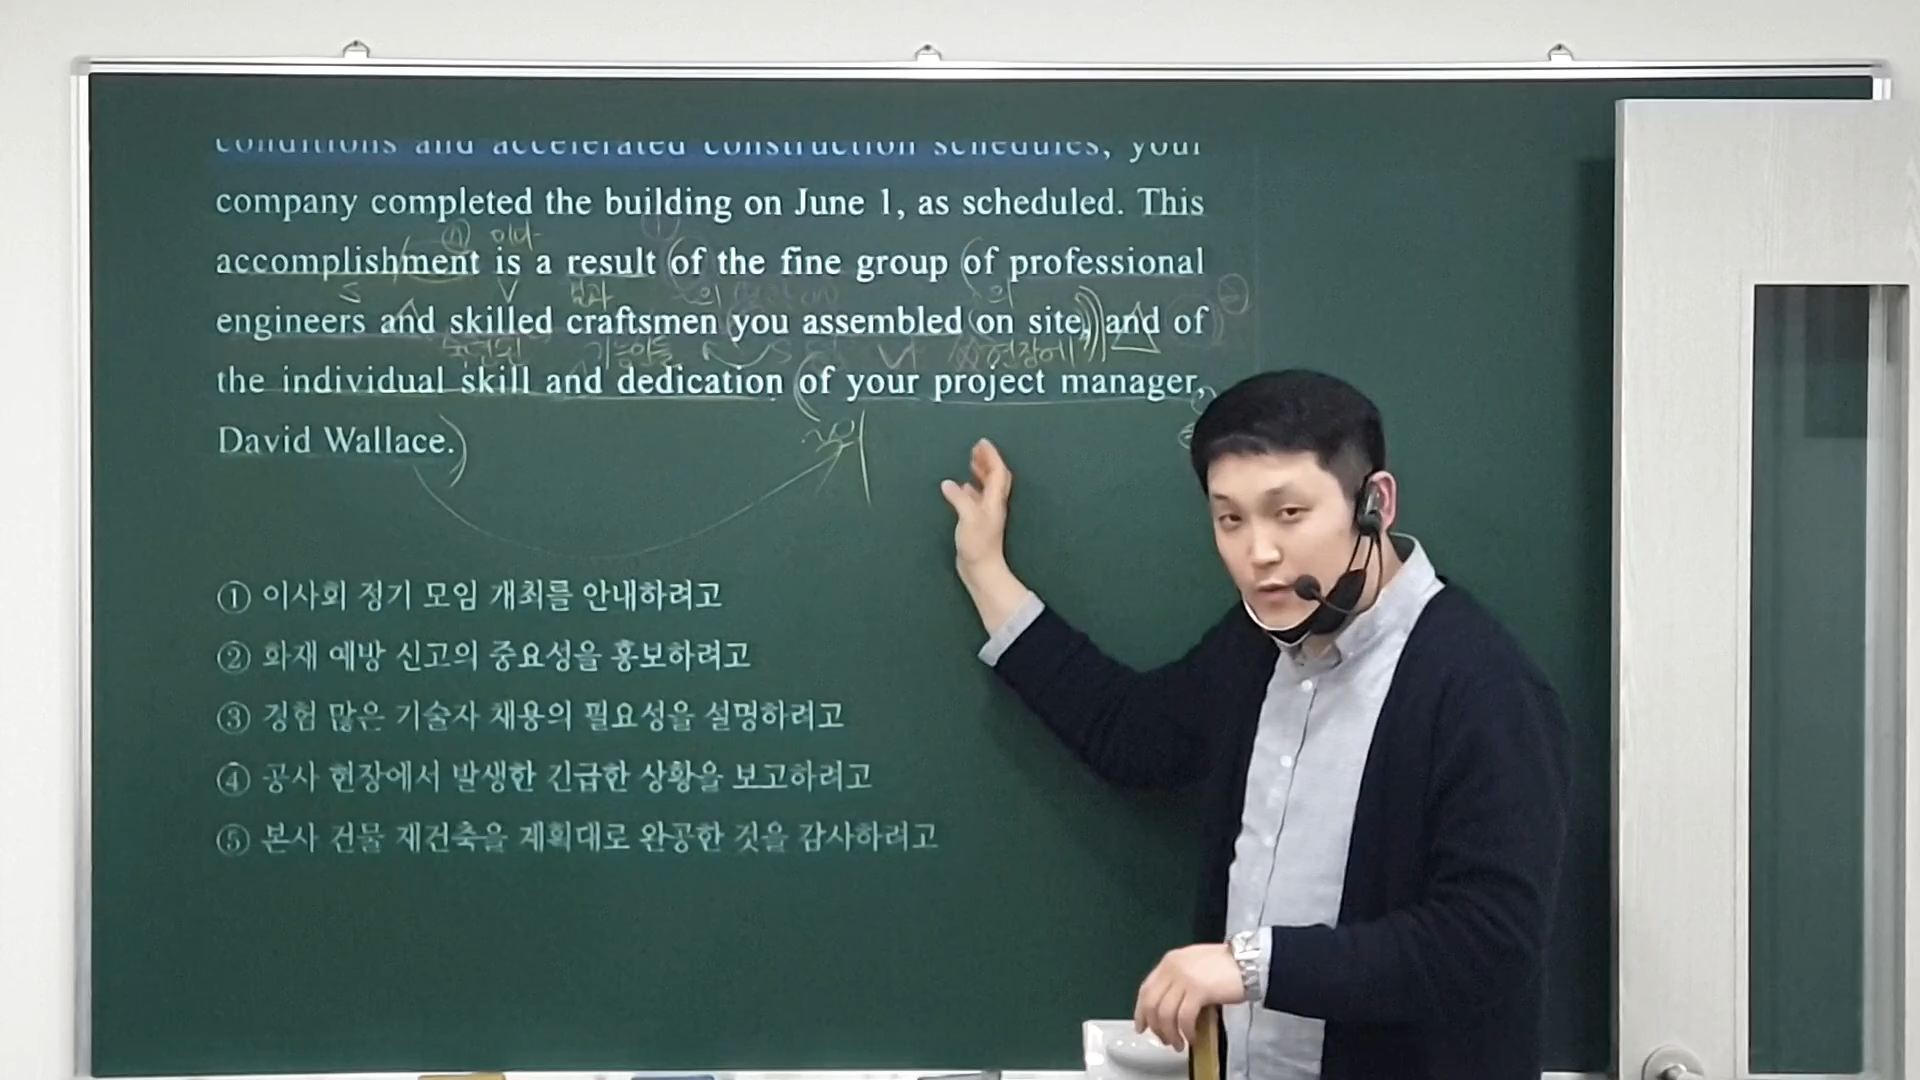 conditions and accelerated construction schedules, your
company completed the building on June 1, as scheduled. This
accomplishment is a result of the fine group of professional
engineers and skilled craftsmen you assembled on site, and of
the individual skill and dedication of your project manager,
David Wallace.
① 이사회 정기 모임 개최를 안내하려고
② 화재 예방 신고의 중요성을 홍보하려고
③ 경험 많은 기술자 채용의 필요성을 설명하려고
④ 공사 현장에서 발생한 긴급한 상황을 보고하려고
⑤ 본사 건물 재건축을 계획대로 완공한 것을 감사하려고